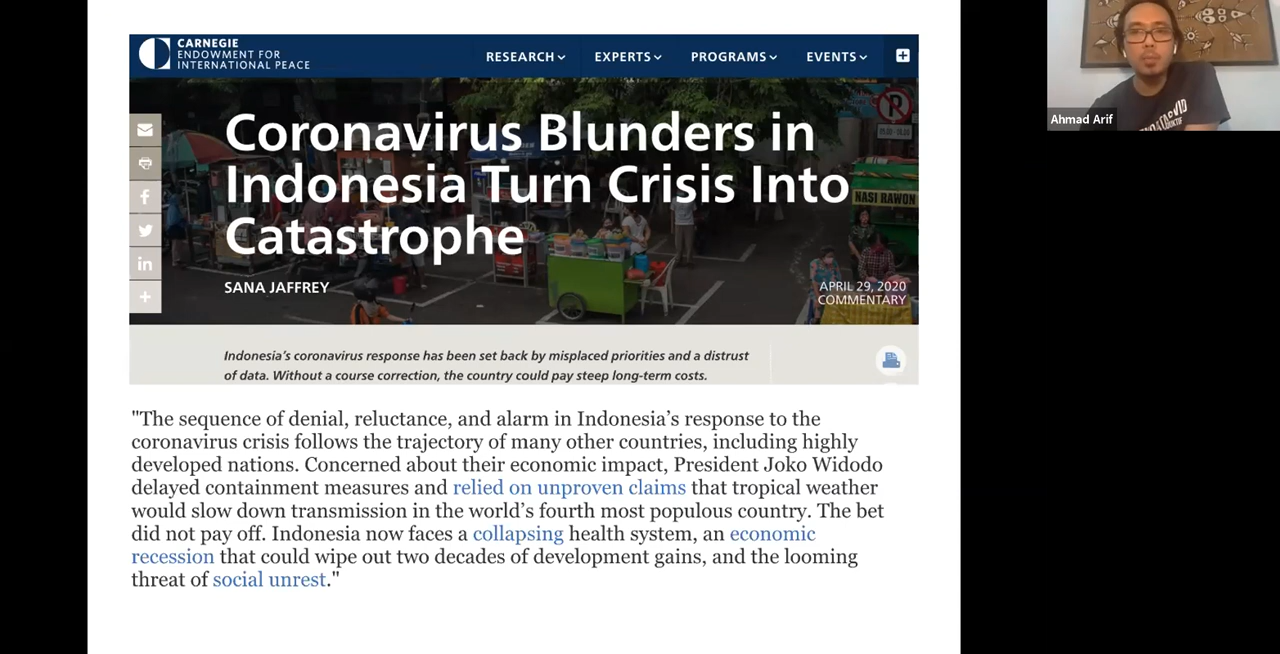 CARNEGIE
ENDOWMENT FOR
INTERNATIONAL PEACE
RESEARCH
EXPERTS
PROGRAMS
EVENTS
Coronavirus Blunders in
Indonesia Turn Crisis Into
Catastrophe
SANA JAFFREY
APRIL 29, 2020
COMMENTARY
NASI RAWON
P
f
in
+
Indonesia's coronavirus response has been set back by misplaced priorities and a distrust
of data. Without a course correction, the country could pay steep long-term costs.
"The sequence of denial, reluctance, and alarm in Indonesia's response to the
coronavirus crisis follows the trajectory of many other countries, including highly
developed nations. Concerned about their economic impact, President Joko Widodo
delayed containment measures and relied on unproven claims that tropical weather
would slow down transmission in the world's fourth most populous country. The bet
did not pay off. Indonesia now faces a collapsing health system, an economic
recession that could wipe out two decades of development gains, and the looming
threat of social unrest."
Ahmad Arif